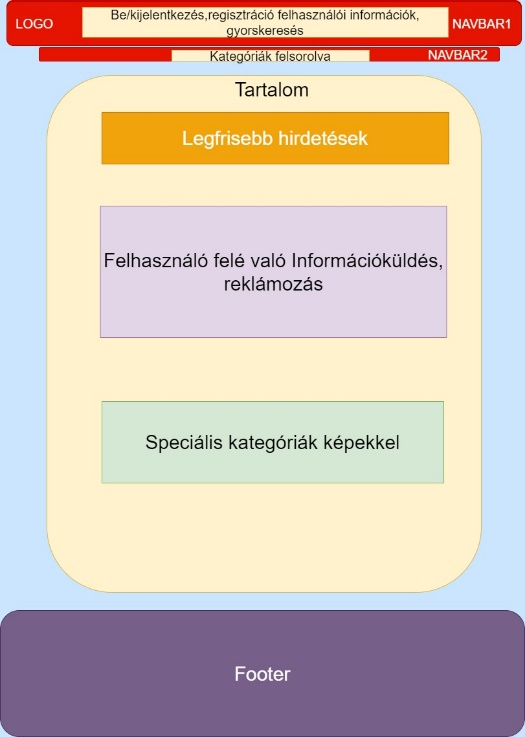 LOGO
Be/kijelentkezés,regisztráció felhasználói információk,
gyorskeresés
NAVBAR1
Kategóriák felsorolva
NAVBAR2
Tartalom
Legfrisebb hirdetések
Felhasználó felé való Információküldés,
reklámozás
Speciális kategóriák képekkel
Footer